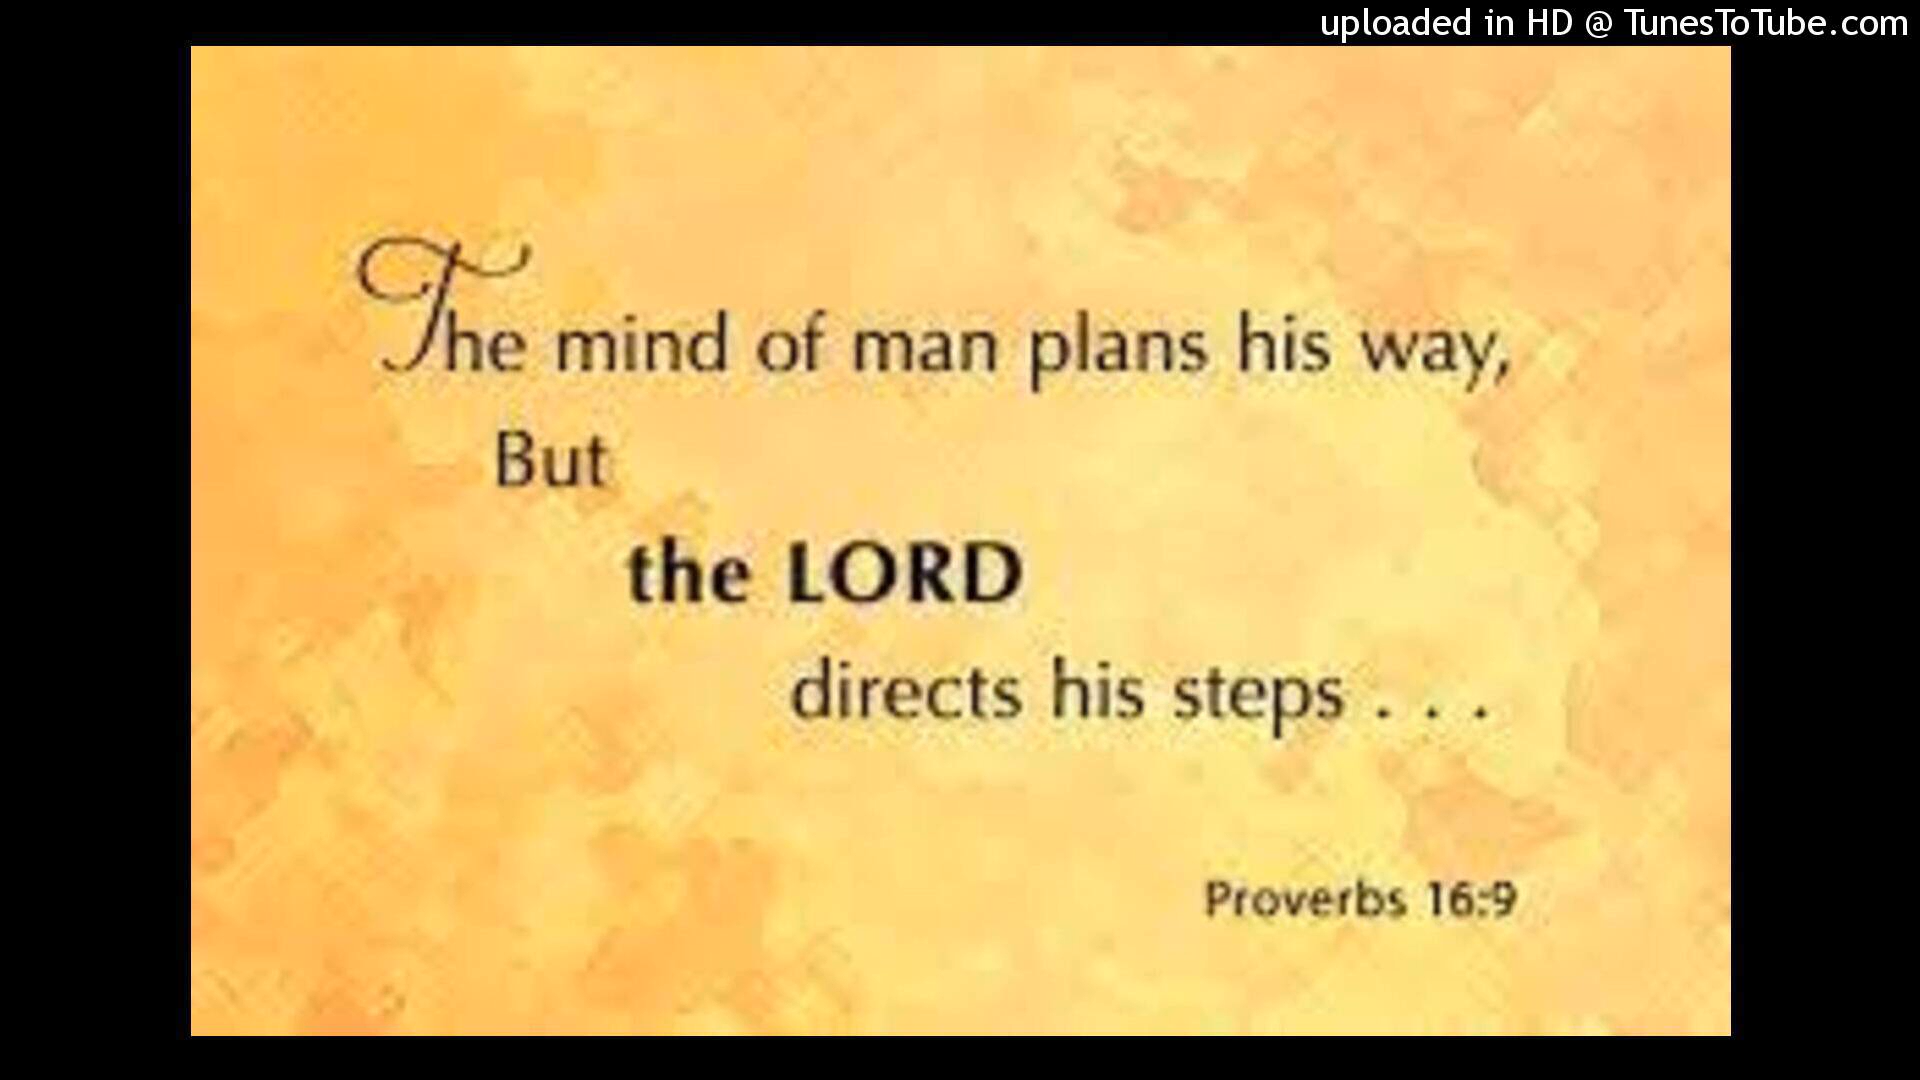 uploaded in HD @ TunesToTube.com
The mind of man plans his way,
But
the LORD
directs his steps . . .
Proverbs 16:9